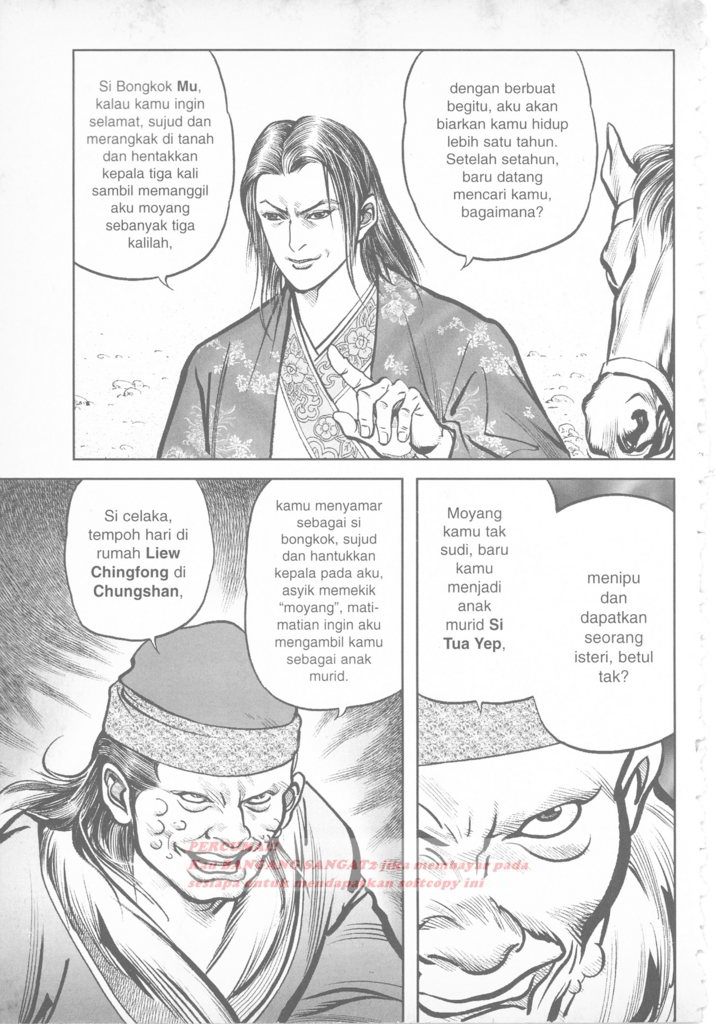 Si Bongkok Mu,
kalau kamu ingin
selamat, sujud dan
merangkak di tanah
dan hentakkan
kepala tiga kali
sambil memanggil
aku moyang
sebanyak tiga
kalilah,
dengan berbuat
begitu, aku akan
biarkan kamu hidup
lebih satu tahun.
Setelah setahun,
baru datang
mencari kamu,
bagaimana?
Si celaka,
tempoh hari di
rumah Liew
Chingfong di
Chungshan,
kamu menyamar
sebagai si
bongkok, sujud
dan hantukkan
kepala pada aku,
asyik memekik
“moyang”, mati-
matian ingin aku
mengambil kamu
sebagai anak
murid.
Moyang
kamu tak
sudi, baru
kamu
menjadi
anak
murid Si
Tua Yep,
menipu
dan
dapatkan
seorang
isteri, betul
tak?
PERCUMA!!
Kau BANGANG SANGAT2 jika membayar pada
sesiapa untuk mendapatkan softcopy ini